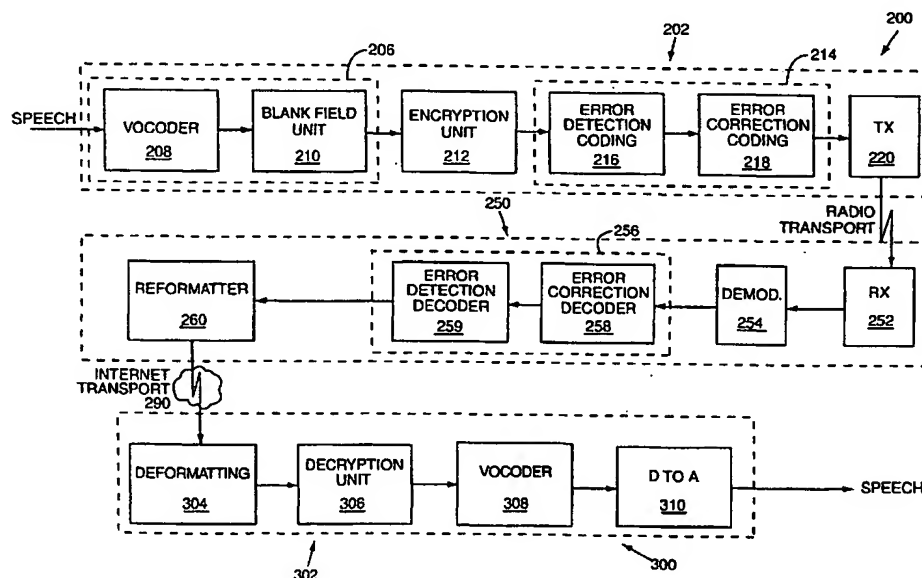 200
202
206
214
SPEECH
VOCODER
208
BLANK FIELD
UNIT
210
ENCRYPTION
UNIT
212
ERROR
DETECTION
CODING
216
ERROR
CORRECTION
CODING
218
TX
220
RADIO
TRANSPORT
250
256
REFORMATTER
260
ERROR
DETECTION
DECODER
259
ERROR
CORRECTION
DECODER
258
DEMOD.
254
RX
252
INTERNET
TRANSPORT
290
DEFORMATTING
304
DECRYPTION
UNIT
306
VOCODER
308
D TO A
310
SPEECH
302
300